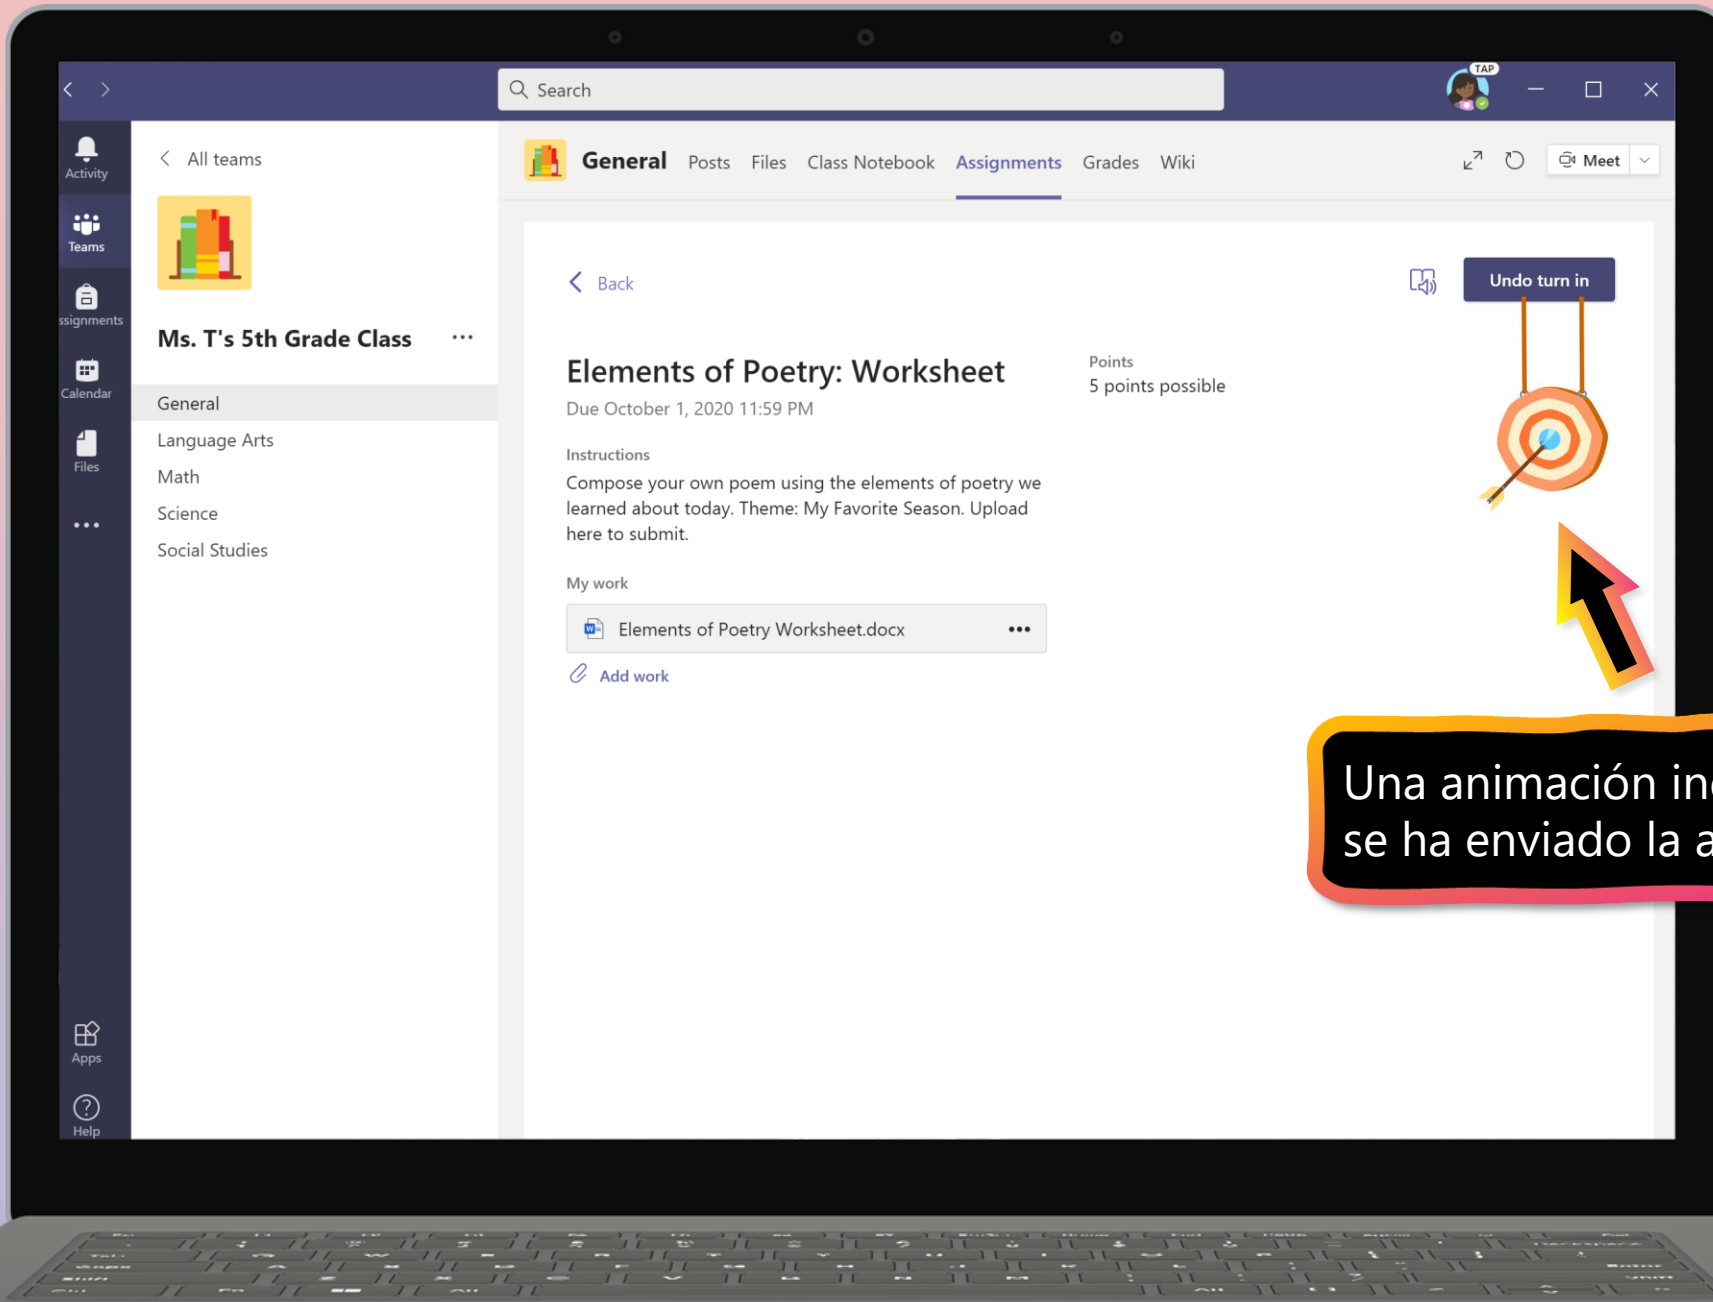 Search
TAP
Activity
Teams
ssignments
Calendar
Files
Apps
Help
All teams
Ms. T's 5th Grade Class
General
Language Arts
Math
Science
Social Studies
General Posts Files Class Notebook Assignments Grades Wiki
Meet
Back
Undo turn in
Elements of Poetry: Worksheet
Due October 1, 2020 11:59 PM
Points
5 points possible
Instructions
Compose your own poem using the elements of poetry we
learned about today. Theme: My Favorite Season. Upload
here to submit.
My work
Elements of Poetry Worksheet.docx
Add work
Una animación
se ha enviado la